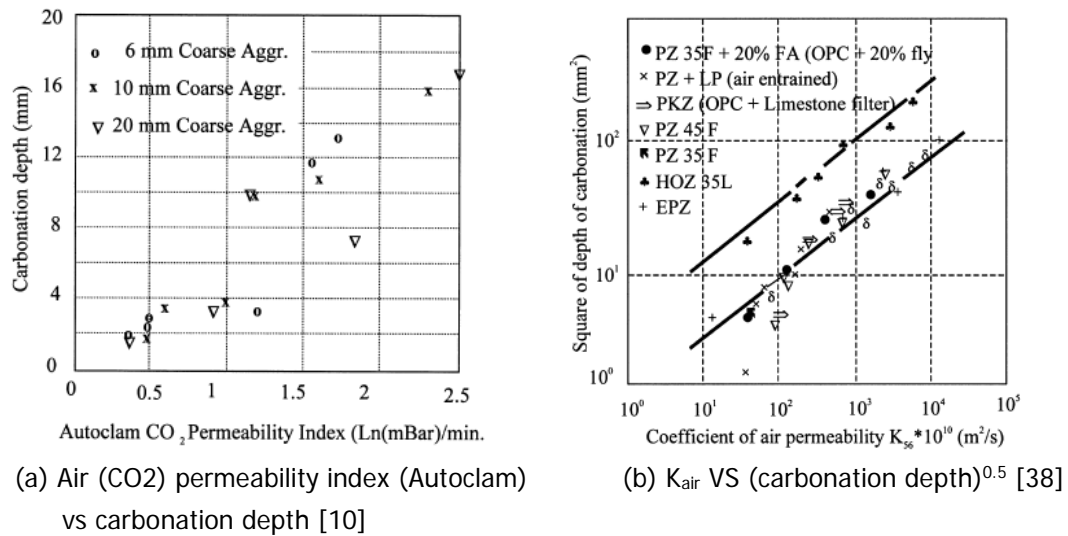 20
16
12
8
4
0
Carbonation depth (mm)
o 6 mm Coarse Aggr.
x 10 mm Coarse Aggr.
▽ 20 mm Coarse Aggr.
0 0.5 1 1.5 2 2.5
Autoclam CO2 Permeability Index (Ln(mBar)/min.
(a) Air (CO2) permeability index (Autoclam)
vs carbonation depth [10]
Square of depth of carbonation (mm²)
10²
10¹
10⁰
● PZ 35F + 20% FA (OPC + 20% fly
× PZ + LP (air entrained)
⇒ PKZ (OPC + Limestone filter)
▽ PZ 45 F
PZ 35 F
♣ HOZ 35L
+ EPZ
10⁰ 10¹ 10² 10³ 10⁴ 10⁵
Coefficient of air permeability K56*10¹⁰ (m²/s)
(b) Kair VS (carbonation depth)⁰·⁵ [38]